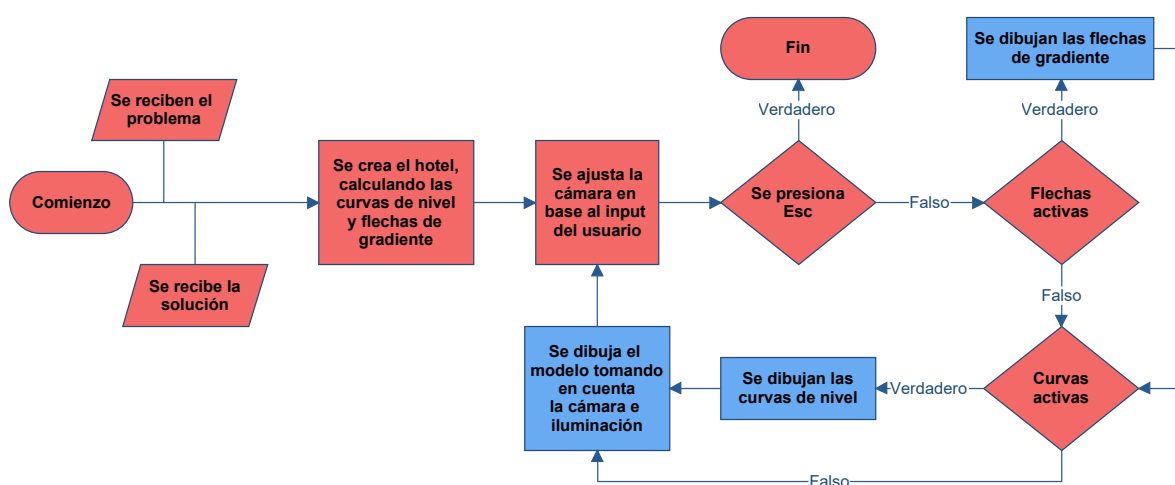 Fin
Se dibujan las flechas
de gradiente
Verdadero
Verdadero
Se reciben el
problema
Comienzo
Se crea el hotel,
calculando las
curvas de nivel
y flechas de
gradiente
Se ajusta la
cámara en
base al input
del usuario
Se presiona
Esc
Falso
Flechas
activas
Se recibe la
solución
Falso
Se dibuja el
modelo tomando
en cuenta
la cámara e
iluminación
Se dibujan las
curvas de nivel
Verdadero
Curvas
activas
Falso